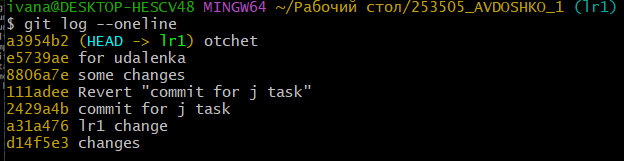 ivana@DESKTOP-HESCV48 MINGW64 ~/Рабочий стол/253505_AVDOSHKO_1 (lr1)
$ git log --oneline
a3954b2 (HEAD -> lr1) otchet
e5739ae for udalenka
8806a7e some changes
111adee Revert "commit for j task"
2429a4b commit for j task
a31a476 lr1 change
d14f5e3 changes